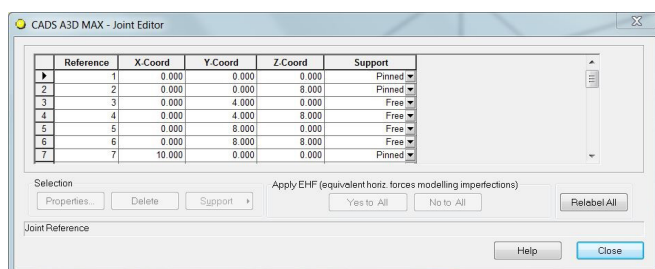 CADS A3D MAX - Joint Editor
Reference X-Coord Y-Coord Z-Coord Support
1 0.000 0.000 0.000 Pinned
2 2 0.000 0.000 8.000 Pinned
3 3 0.000 4.000 0.000 Free
4 4 0.000 4.000 8.000 Free
5 5 0.000 8.000 0.000 Free
6 6 0.000 8.000 8.000 Free
7 7 10.000 0.000 0.000 Pinned
Selection Apply EHF (equivalent horiz. forces modelling imperfections)
Properties... Delete Support Yes to All No to All Relabel All
Joint Reference
Help Close